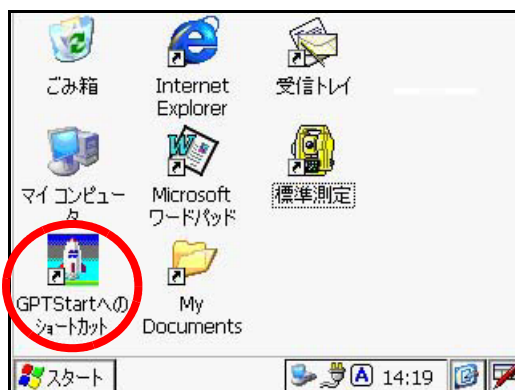 ごみ箱
Internet
Explorer
受信トレイ
マイ コンピュー
タ
Microsoft
ワードパッド
標準測定
GPTStartへの
ショートカット
My
Documents
スタート
A
14:19